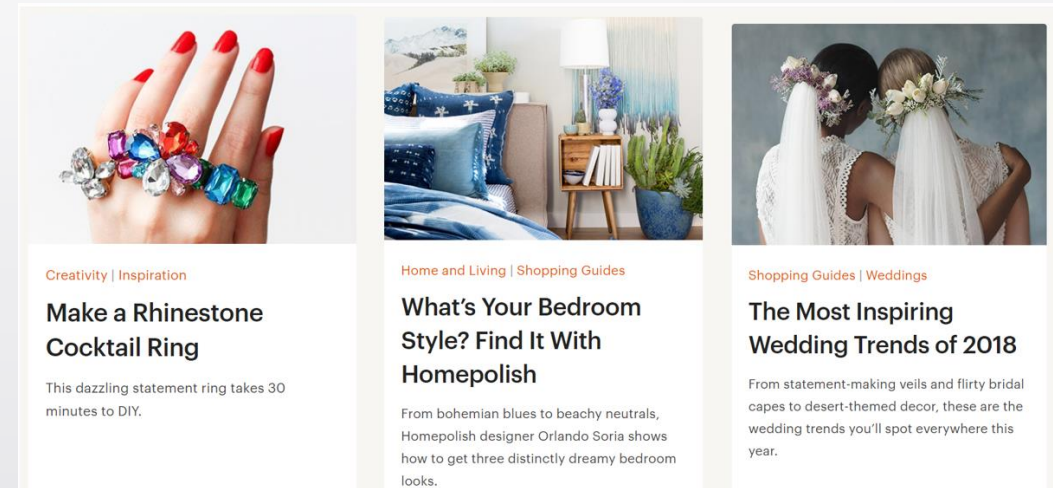 Creativity | Inspiration
Make a Rhinestone
Cocktail Ring
This dazzling statement ring takes 30
minutes to DIY.
Home and Living | Shopping Guides
What's Your Bedroom
Style? Find It With
Homepolish
From bohemian blues to beachy neutrals,
Homepolish designer Orlando Soria shows
how to get three distinctly dreamy bedroom
looks.
Shopping Guides | Weddings
The Most Inspiring
Wedding Trends of 2018
From statement-making veils and flirty bridal
capes to desert-themed decor, these are the
wedding trends you'll spot everywhere this
year.